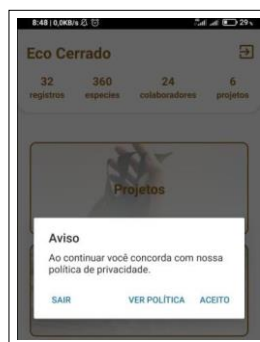 8:48 | 0,0KB/s 29%
Eco Cerrado
32 360 24 6
registros especies colaboradores projetos
Projetos
Aviso
Ao continuar você concorda com nossa
política de privacidade.
SAIR VER POLÍTICA ACEITO